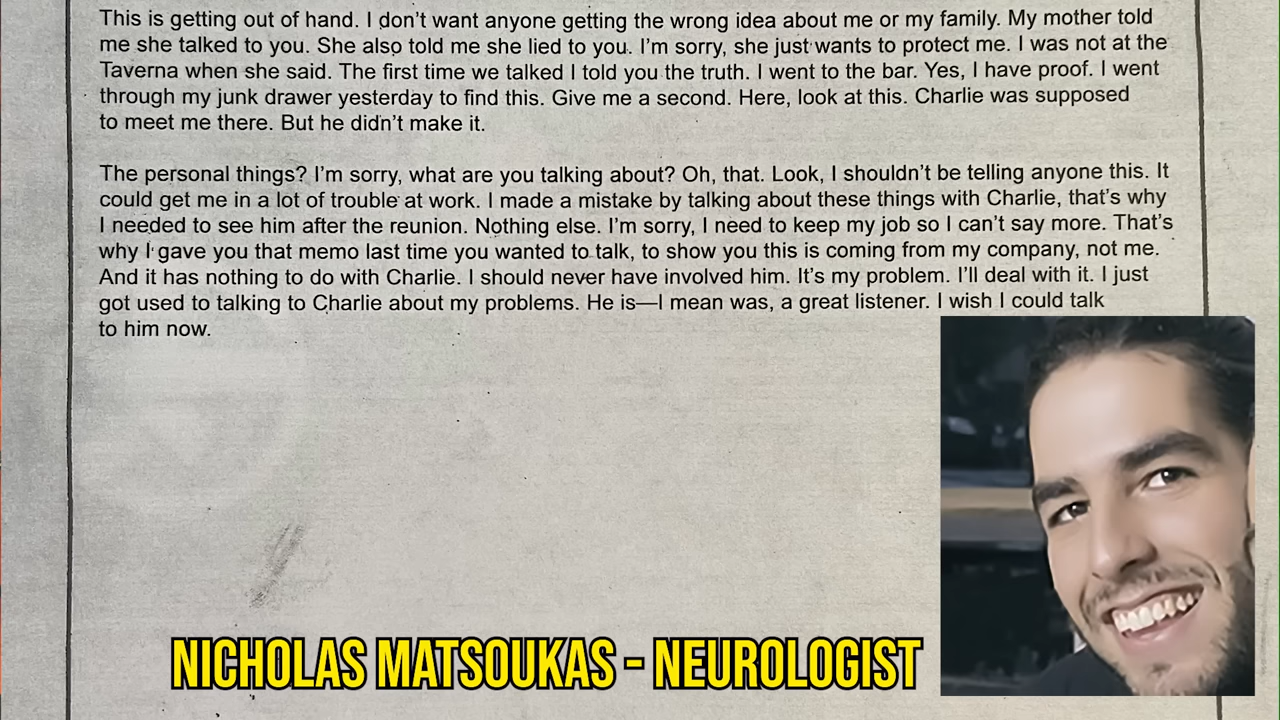 This is getting out of hand. I don't want anyone getting the wrong idea about me or my family. My mother told
me she talked to you. She also told me she lied to you. I'm sorry, she just wants to protect me. I was not at the
Taverna when she said. The first time we talked I told you the truth. I went to the bar. Yes, I have proof. I went
through my junk drawer yesterday to find this. Give me a second. Here, look at this. Charlie was supposed
to meet me there. But he didn't make it.
The personal things? I'm sorry, what are you talking about? Oh, that. Look, I shouldn't be telling anyone this. It
could get me in a lot of trouble at work. I made a mistake by talking about these things with Charlie, that's why
I needed to see him after the reunion. Nothing else. I'm sorry, I need to keep my job so I can't say more. That's
why I gave you that memo last time you wanted to talk, to show you this is coming from my company, not me.
And it has nothing to do with Charlie. I should never have involved him. It's my problem. I'll deal with it. I just
got used to talking to Charlie about my problems. He is—I mean was, a great listener. I wish I could talk
to him now.
NICHOLAS MATSOUKAS - NEUROLOGIST